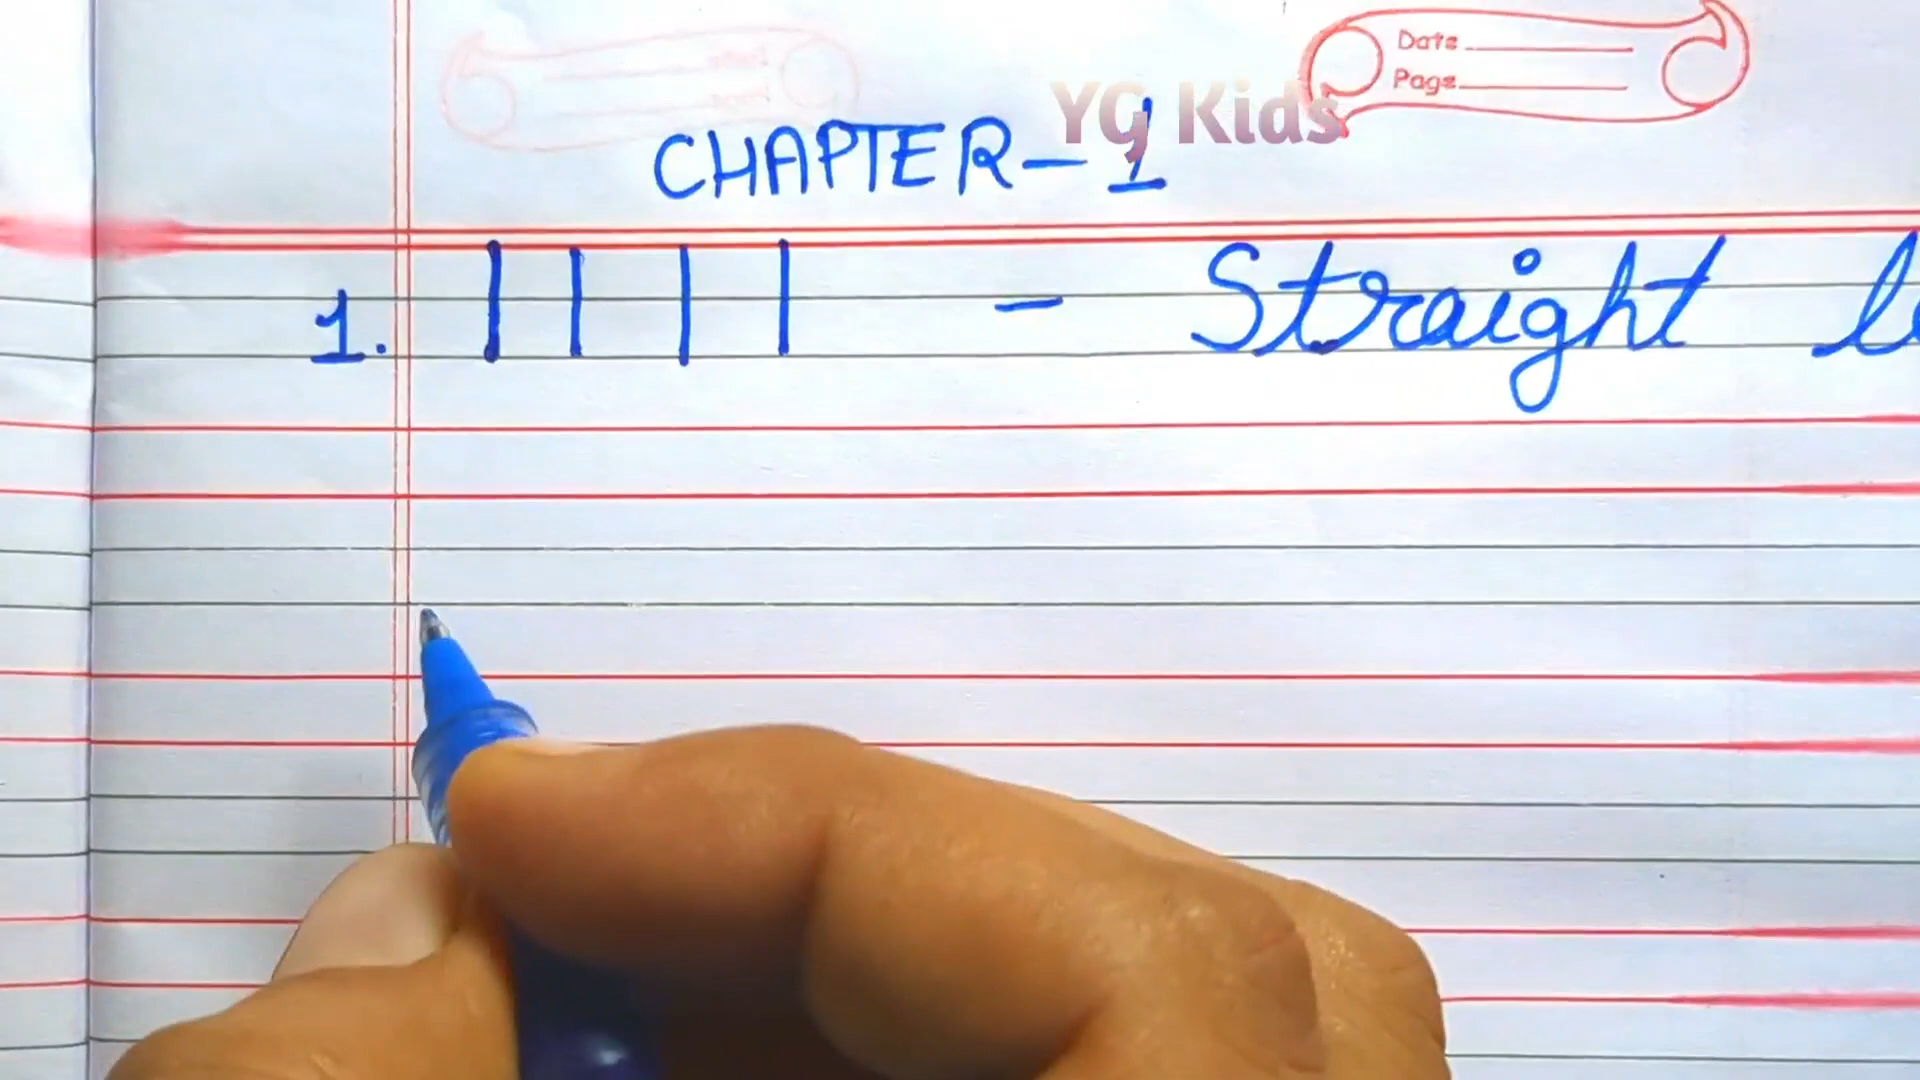 Date
Page
YG Kids
CHAPTER-1
1. | | | | - Straight